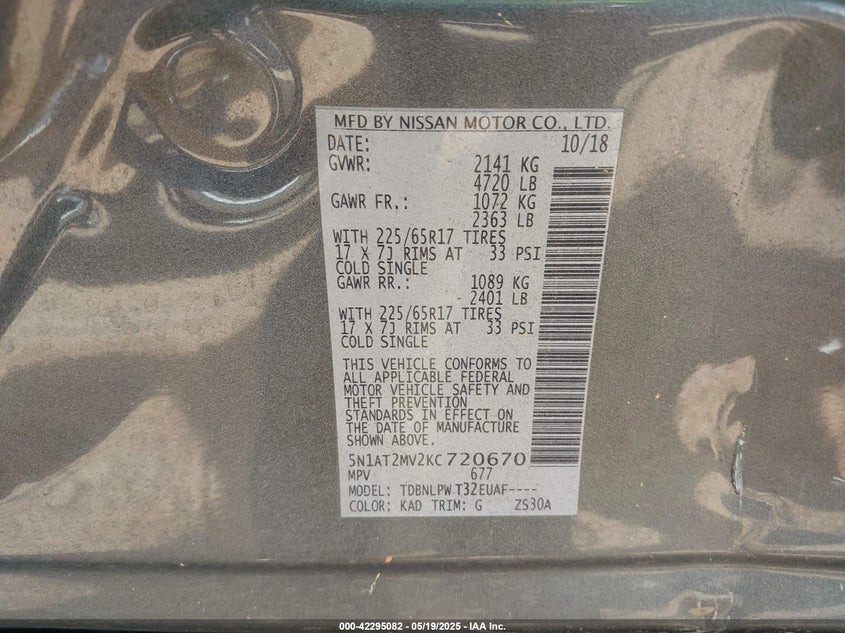 MFD BY NISSAN MOTOR CO., LTD.
DATE: 10/18
GVWR: 2141 KG
4720 LB
GAWR FR.: 1072 KG
2363 LB
WITH 225/65R17 TIRES
17 X 7J RIMS AT 33 PSI
COLD SINGLE
GAWR RR.: 1089 KG
2401 LB
WITH 225/65R17 TIRES
17 X 7J RIMS AT 33 PSI
COLD SINGLE
THIS VEHICLE CONFORMS TO
ALL APPLICABLE FEDERAL
MOTOR VEHICLE SAFETY AND
THEFT PREVENTION
STANDARDS IN EFFECT ON
THE DATE OF MANUFACTURE
SHOWN ABOVE.
5N1AT2MV2KC720670
MPV 677
MODEL: TDBNLPW T32EUAF----
COLOR: KAD TRIM: G ZS30A
000-42295082 - 05/19/2025 - IAA Inc.